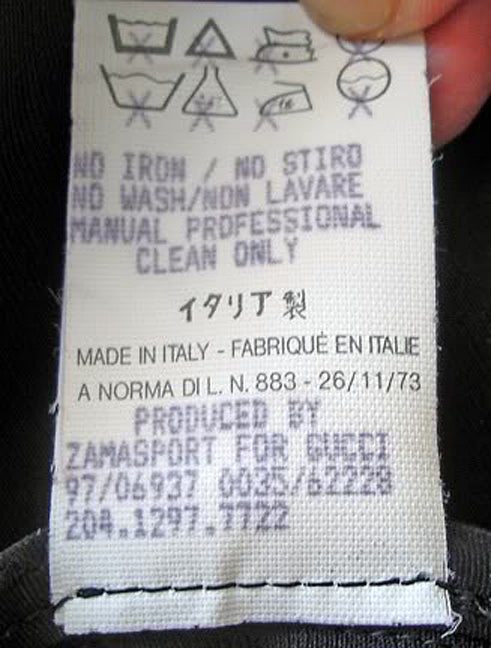 NO IRON / NO STIRO
NO WASH/NON LAVARE
MANUAL PROFESSIONAL
CLEAN ONLY
イタリア製
MADE IN ITALY - FABRIQUÉ EN ITALIE
A NORMA DI L. N. 883 - 26/11/73
PRODUCED BY
ZAMASPORT FOR GUCCI
97/06937 0035/62228
204.1297.7722